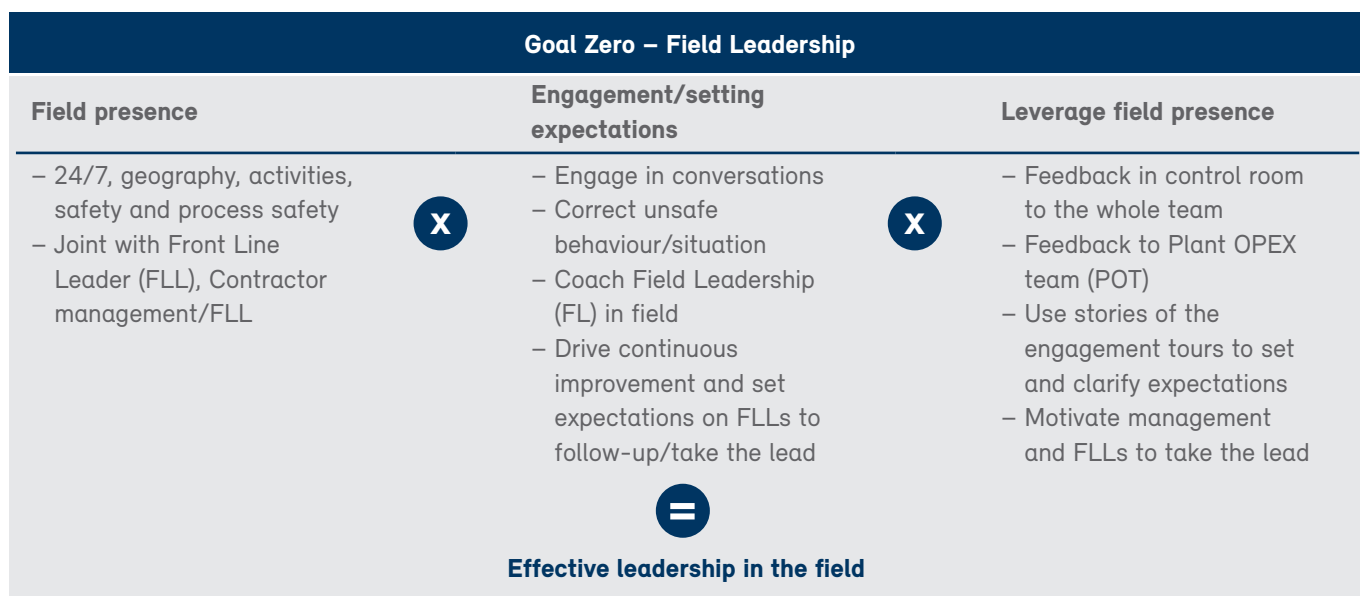 Goal Zero – Field Leadership
Field presence
Engagement/setting
expectations
Leverage field presence
– 24/7, geography, activities,
safety and process safety
– Joint with Front Line
Leader (FLL), Contractor
management/FLL
X
– Engage in conversations
– Correct unsafe
behaviour/situation
– Coach Field Leadership
(FL) in field
– Drive continuous
improvement and set
expectations on FLLs to
follow-up/take the lead
X
– Feedback in control room
to the whole team
– Feedback to Plant OPEX
team (POT)
– Use stories of the
engagement tours to set
and clarify expectations
– Motivate management
and FLLs to take the lead
=
Effective leadership in the field